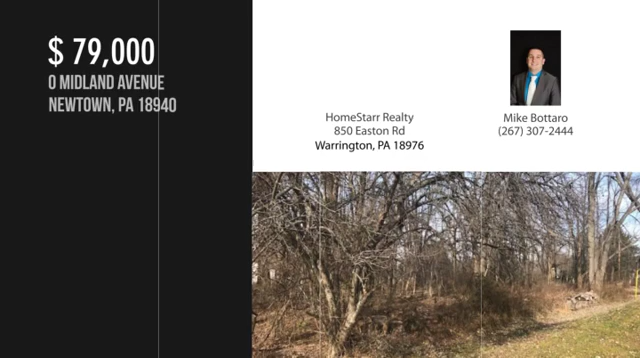 $ 79,000
0 MIDLAND AVENUE
NEWTOWN, PA 18940
HomeStarr Realty
850 Easton Rd
Warrington, PA 18976
Mike Bottaro
(267) 307-2444